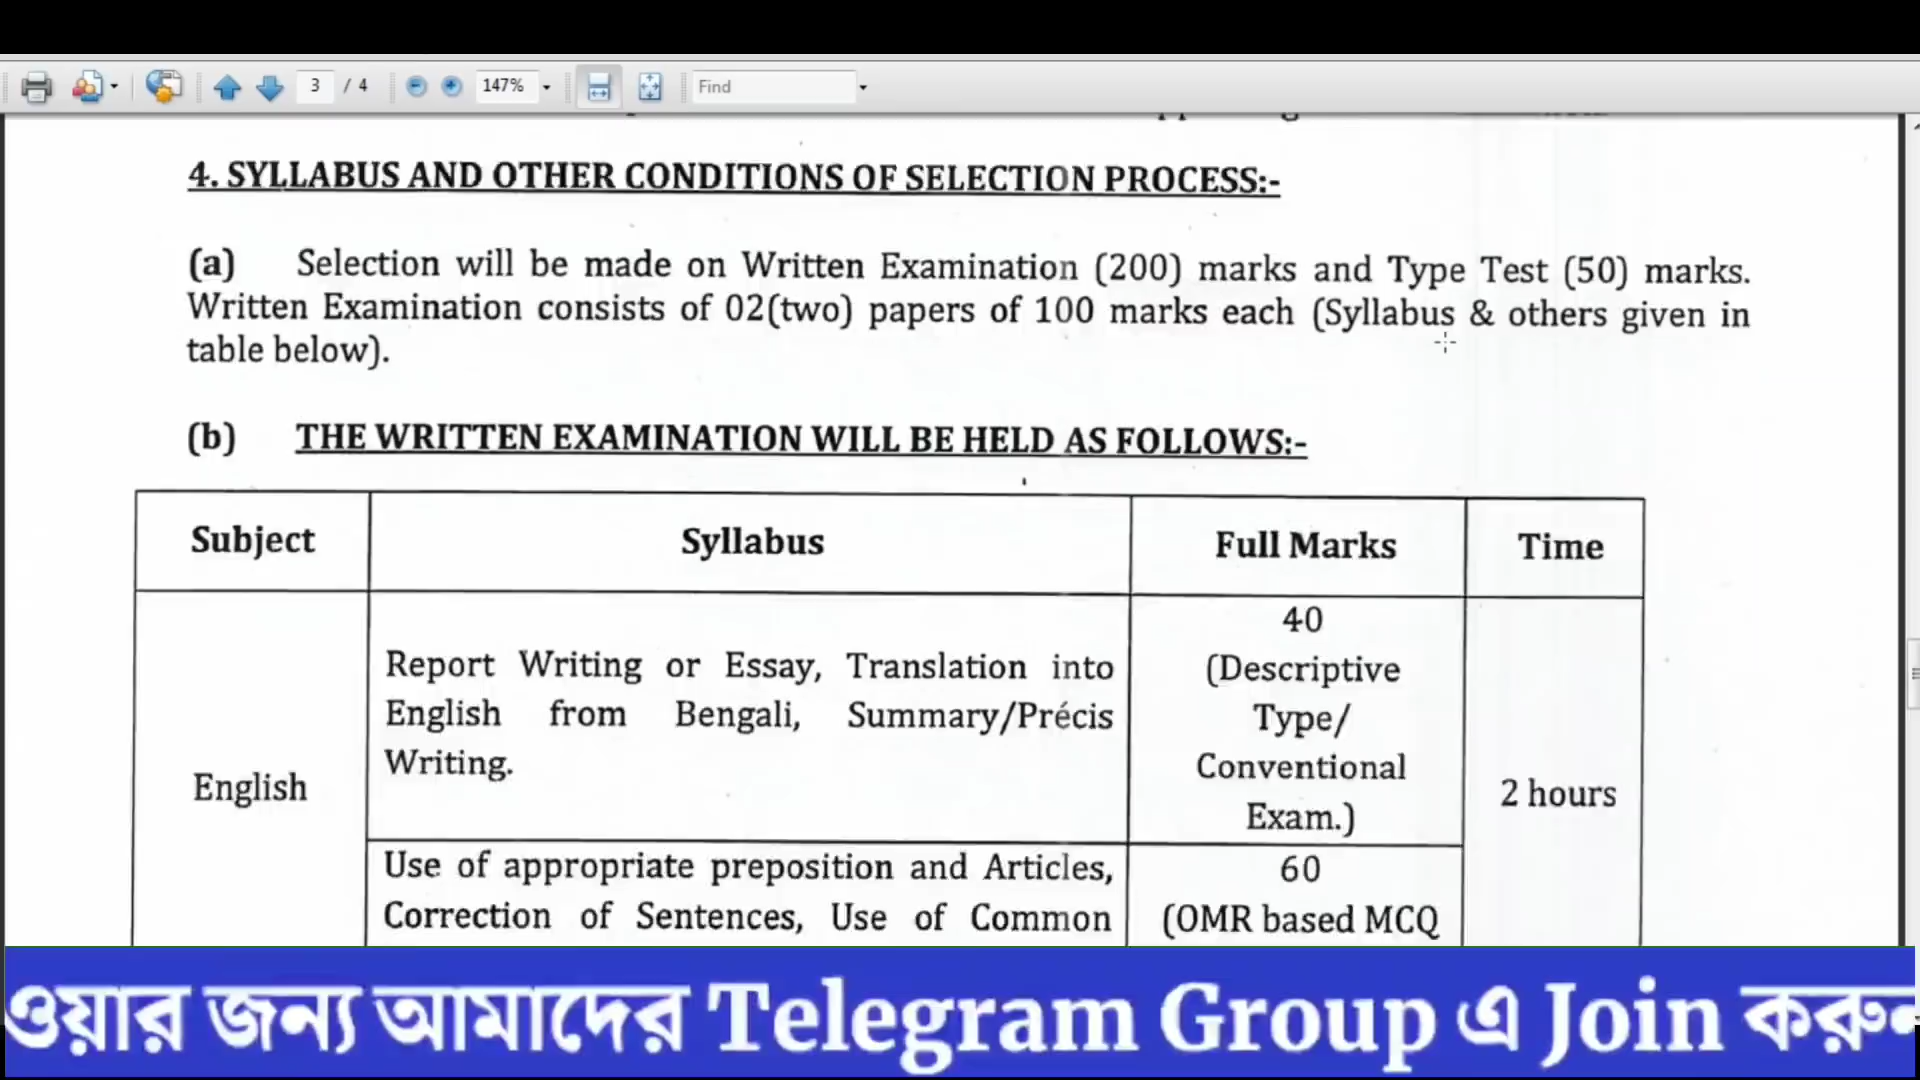 3 / 4 147% Find
4. SYLLABUS AND OTHER CONDITIONS OF SELECTION PROCESS:-
(a) Selection will be made on Written Examination (200) marks and Type Test (50) marks.
Written Examination consists of 02(two) papers of 100 marks each (Syllabus & others given in
table below).
(b) THE WRITTEN EXAMINATION WILL BE HELD AS FOLLOWS:-
Subject Syllabus Full Marks Time
English
Report Writing or Essay, Translation into
English from Bengali, Summary/Précis
Writing.
40
(Descriptive
Type/
Conventional
Exam.)
2 hours
Use of appropriate preposition and Articles,
Correction of Sentences, Use of Common
60
(OMR based MCQ
ওয়ার জন্য আমাদের Telegram Group এ Join করুন